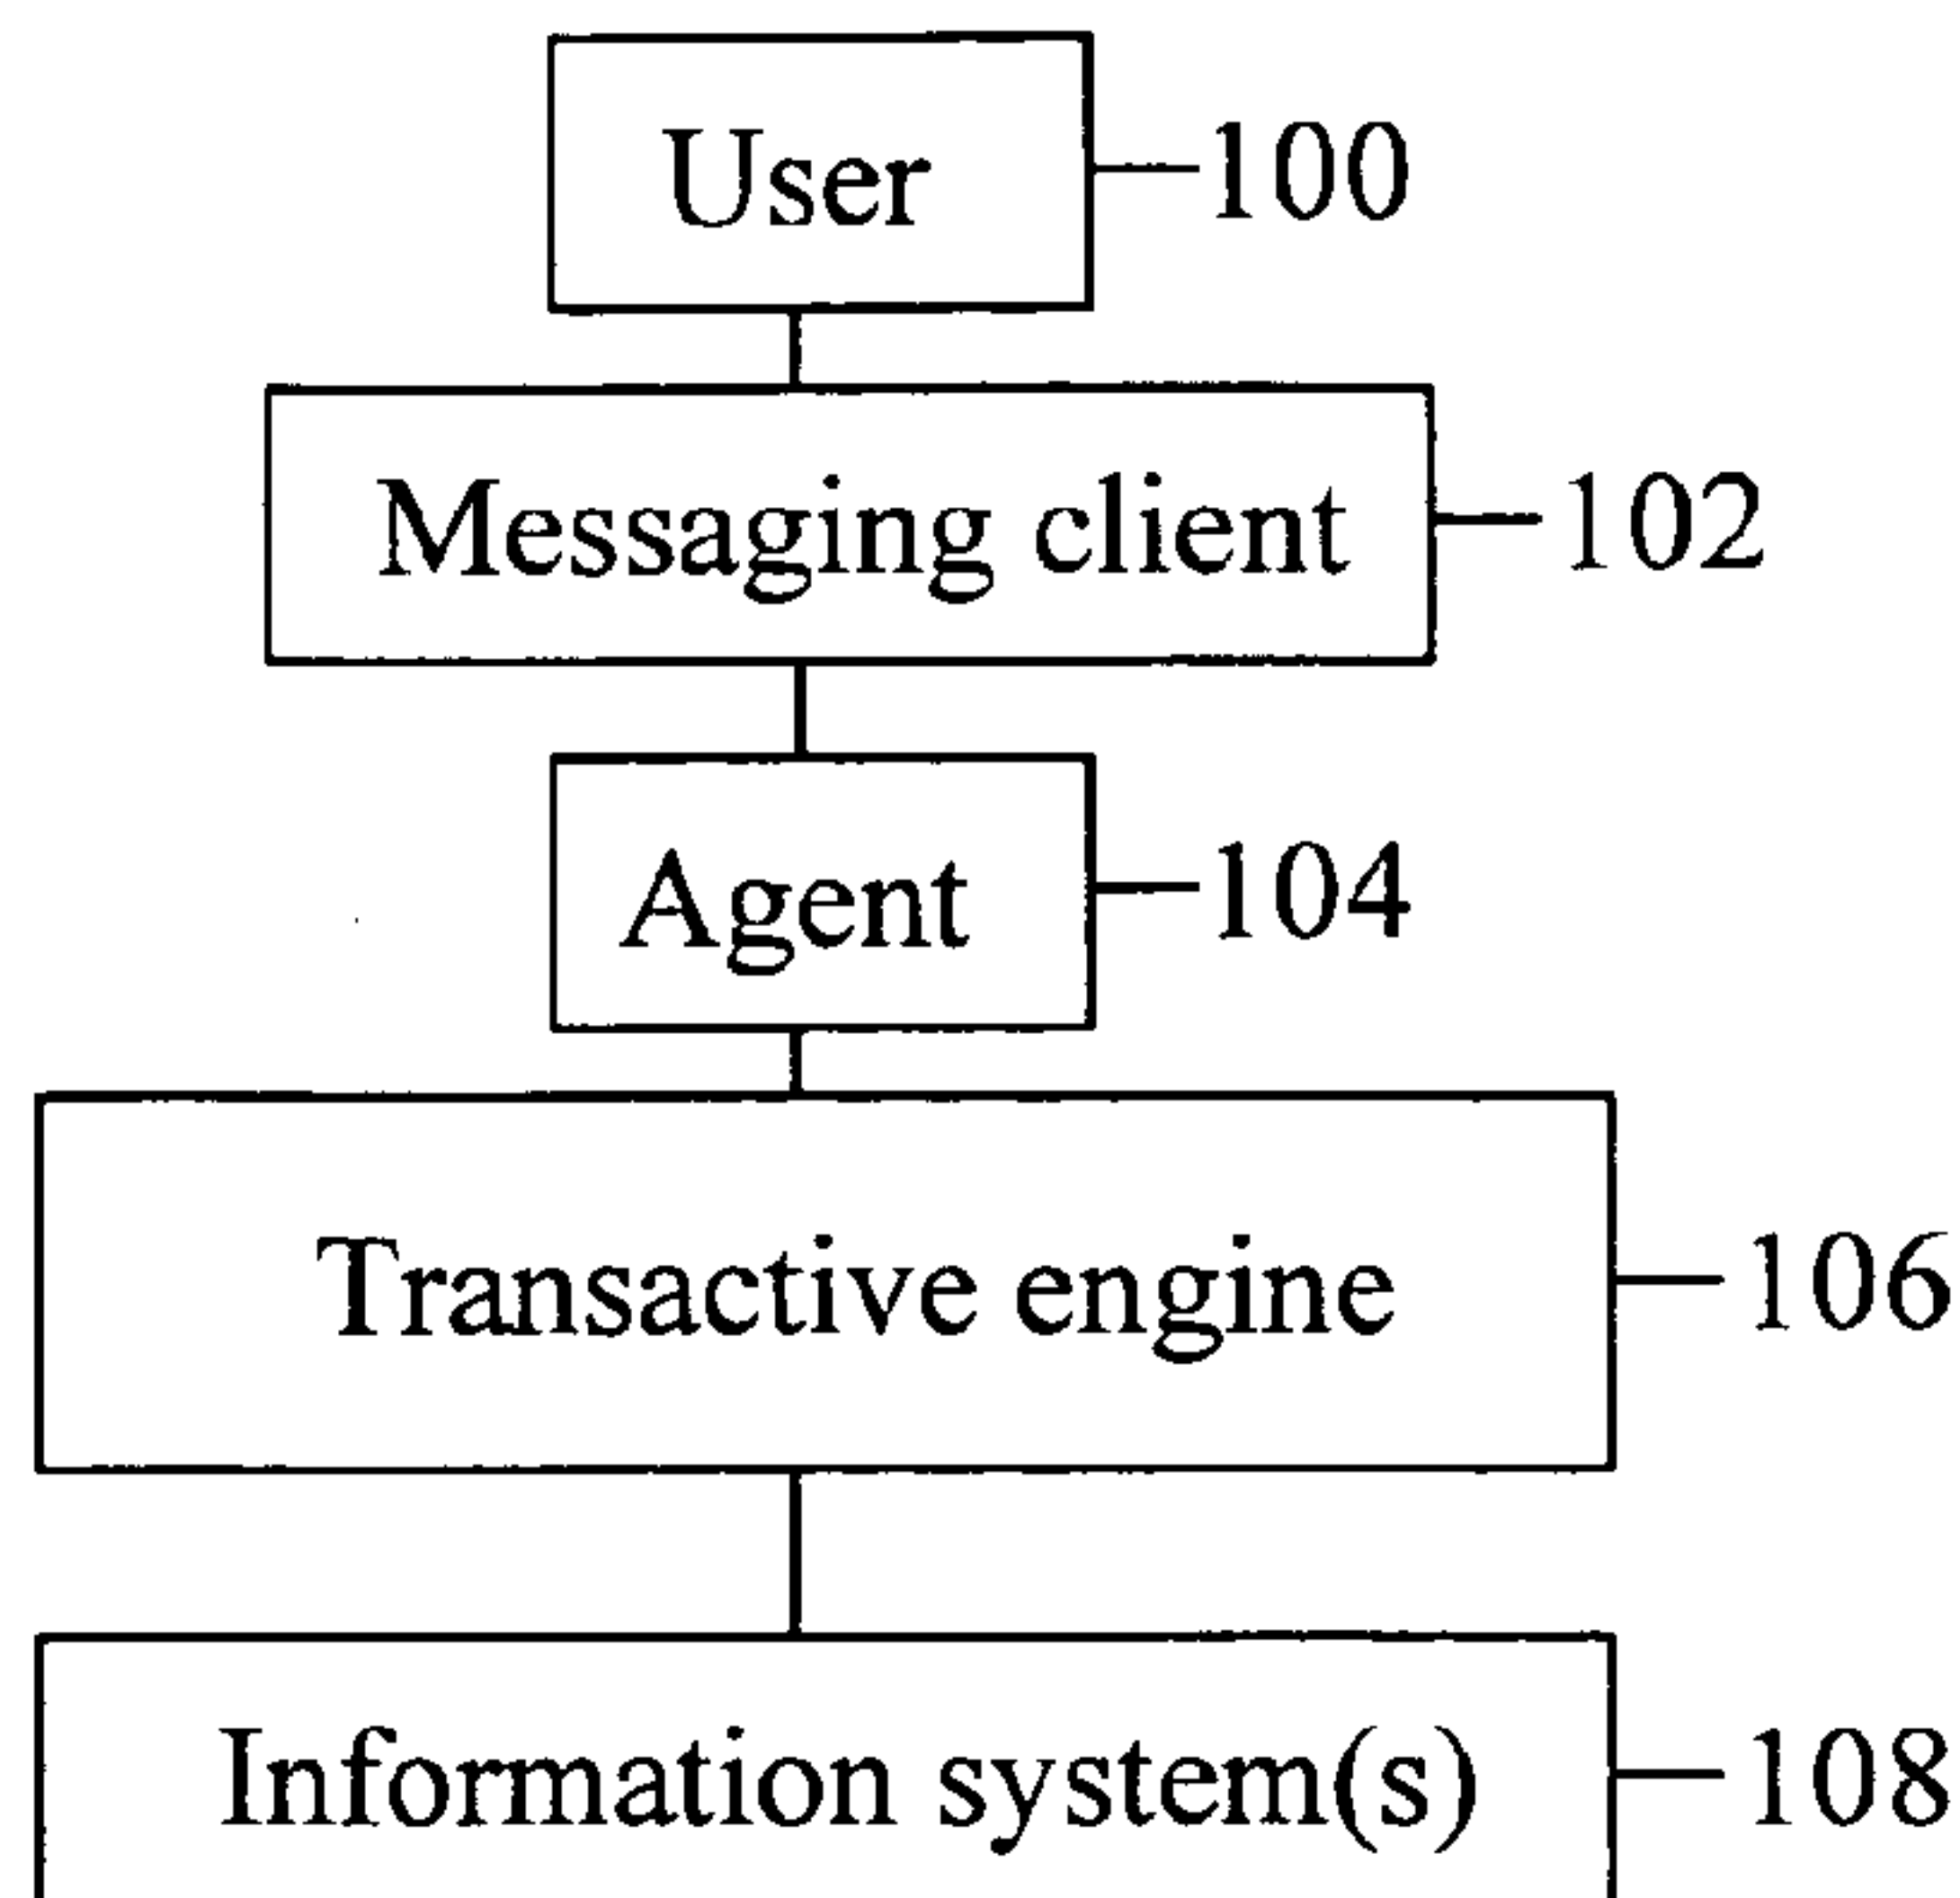 User 100
Messaging client 102
Agent 104
Transactive engine 106
Information system(s) 108